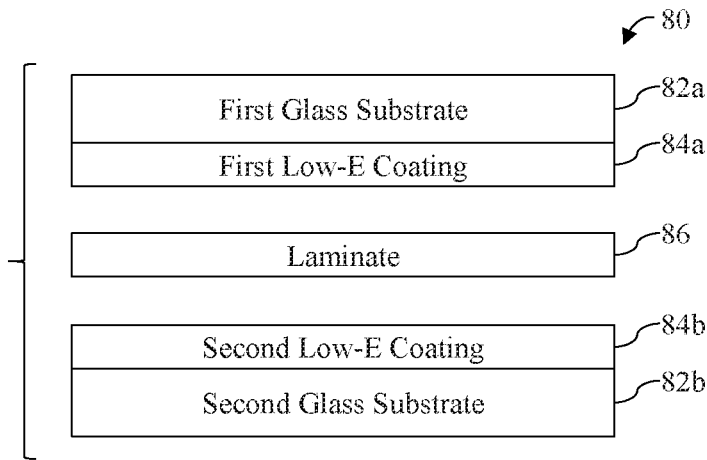 80
First Glass Substrate 82a
First Low-E Coating 84a
Laminate 86
Second Low-E Coating 84b
Second Glass Substrate 82b